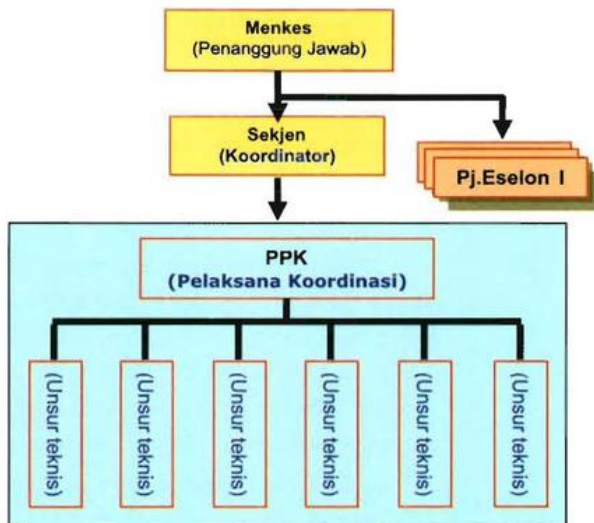 Menkes
(Penanggung Jawab)
Sekjen
(Koordinator)
Pj.Eselon I
PPK
(Pelaksana Koordinasi)
(Unsur teknis)
(Unsur teknis)
(Unsur teknis)
(Unsur teknis)
(Unsur teknis)
(Unsur teknis)